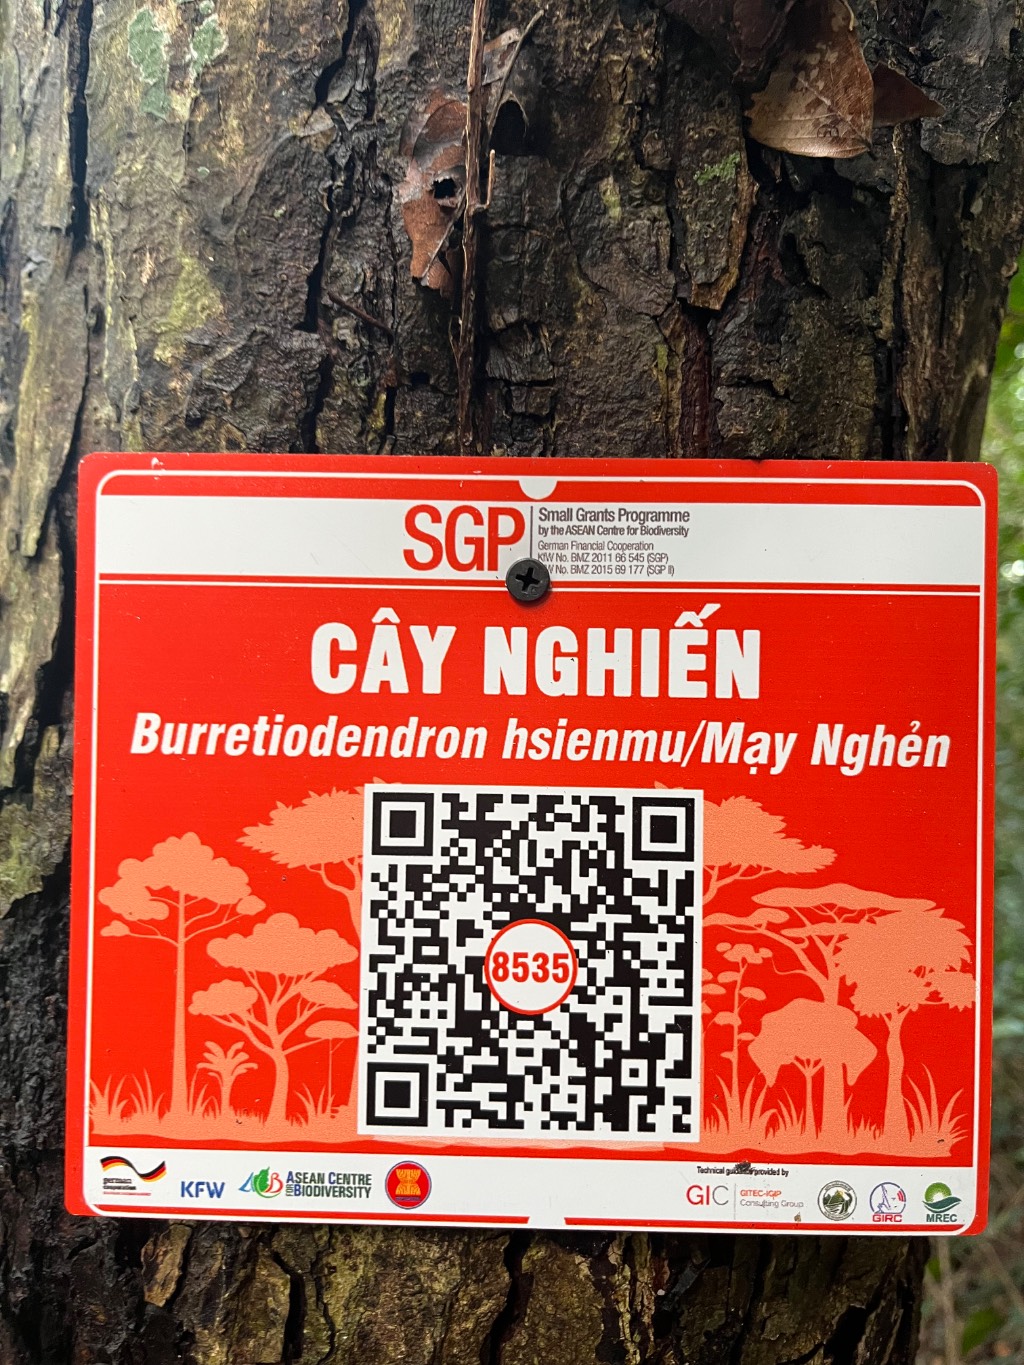 SGP
Small Grants Programme
by the ASEAN Centre for Biodiversity
German Financial Cooperation
KfW No. BMZ 2011 66 545 (SGP)
No. BMZ 2015 69 177 (SGP II)
CÂY NGHIẾN
Burretiodendron hsienmu/Mạy Nghẻn
8535
german
cooperation
KFW
ASEAN CENTRE
FOR BIODIVERSITY
Technical guidance provided by
GIC
GITEC-IGIP
Consulting Group
GIRC
MREC